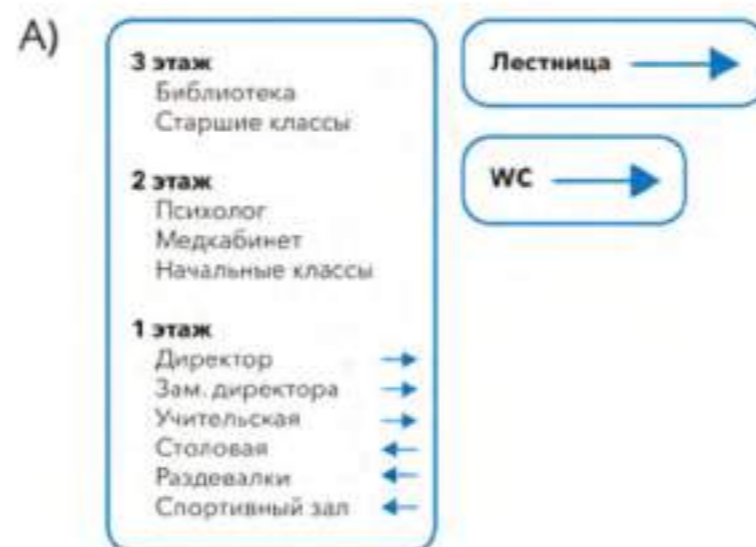 А)
3 этаж
Библиотека
Старшие классы
2 этаж
Психолог
Медкабинет
Начальные классы
1 этаж
Директор
Зам. директора
Учительская
Столовая
Раздевалки
Спортивный зал
Лестница
WC